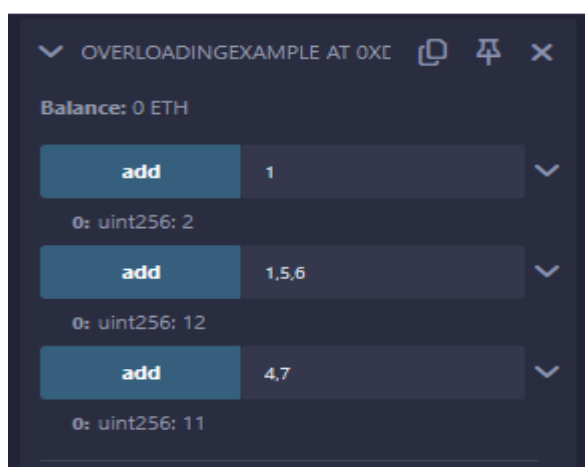 OVERLOADINGEXAMPLE AT 0XD
Balance: 0 ETH
add 1
0: uint256: 2
add 1,5,6
0: uint256: 12
add 4,7
0: uint256: 11